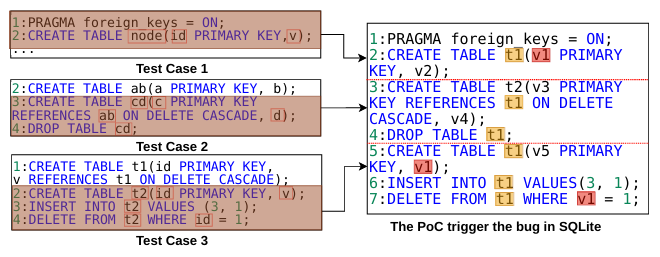 1:PRAGMA foreign_keys = ON;
2:CREATE TABLE node(id PRIMARY KEY,v);
...
Test Case 1
2:CREATE TABLE ab(a PRIMARY KEY, b);
3:CREATE TABLE cd(c PRIMARY KEY
REFERENCES ab ON DELETE CASCADE, d);
4:DROP TABLE cd;
Test Case 2
1:CREATE TABLE t1(id PRIMARY KEY,
v REFERENCES t1 ON DELETE CASCADE);
2:CREATE TABLE t2(id PRIMARY KEY, v);
3:INSERT INTO t2 VALUES (3, 1);
4:DELETE FROM t2 WHERE id = 1;
Test Case 3
1:PRAGMA foreign_keys = ON;
2:CREATE TABLE t1(v1 PRIMARY
KEY, v2);
3:CREATE TABLE t2(v3 PRIMARY
KEY REFERENCES t1 ON DELETE
CASCADE, v4);
4:DROP TABLE t1;
5:CREATE TABLE t1(v5 PRIMARY
KEY, v1);
6:INSERT INTO t1 VALUES(3, 1);
7:DELETE FROM t1 WHERE v1 = 1;
The PoC trigger the bug in SQLite